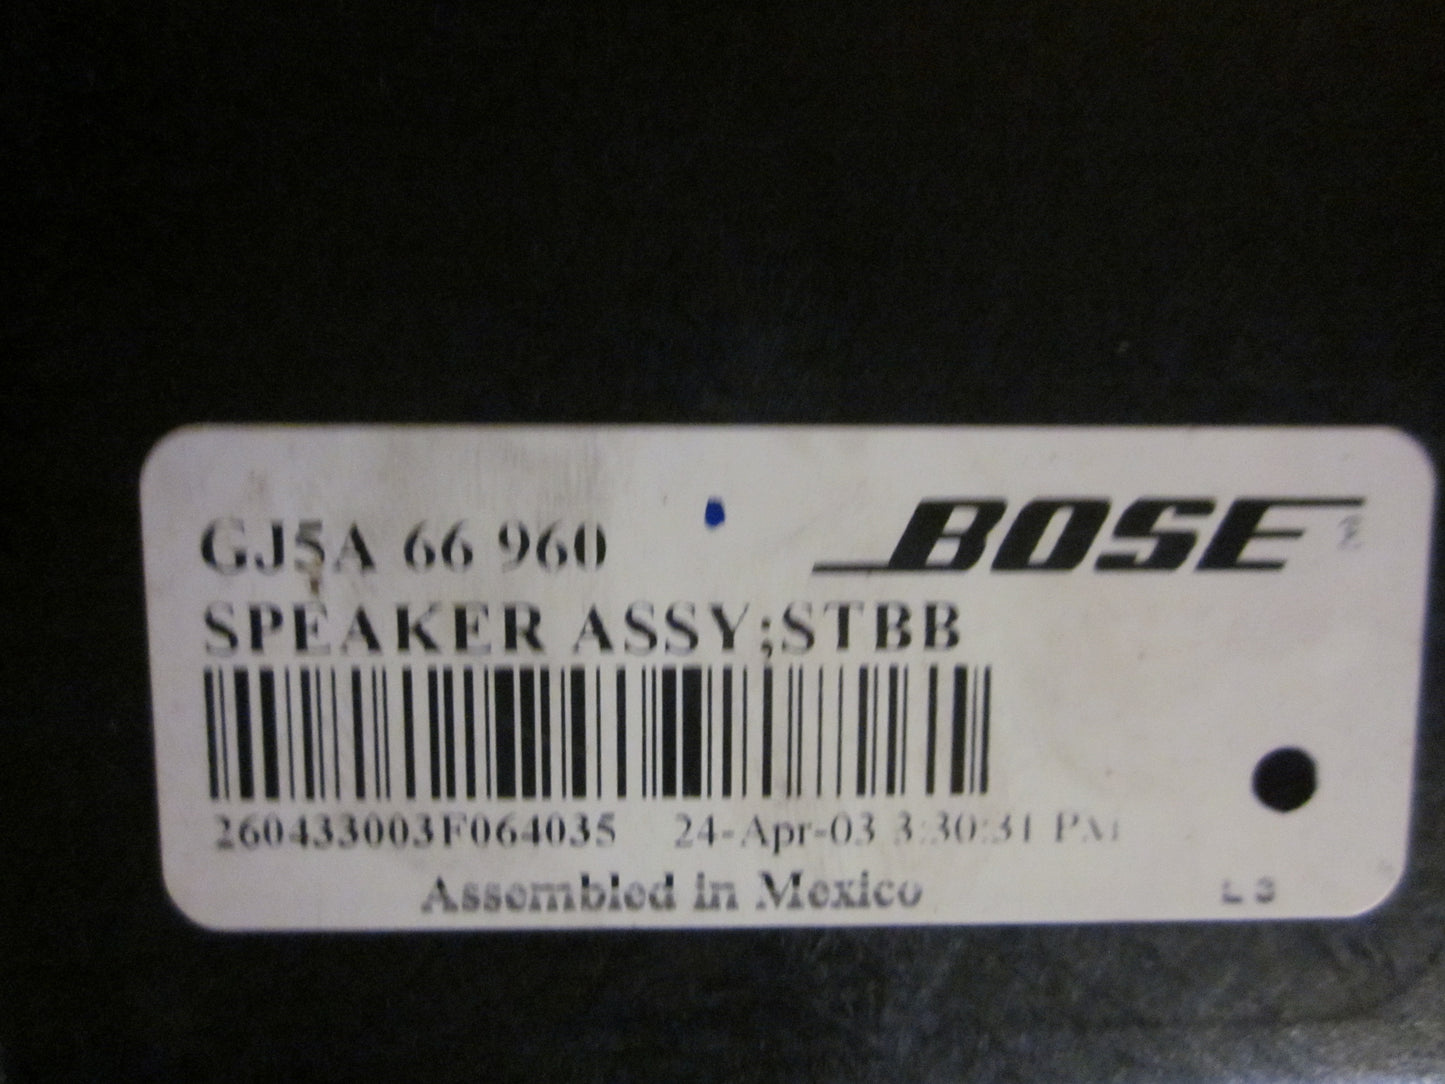 GJ5A 66 960
BOSE
SPEAKER ASSY;STBB
260433003F064035 24-Apr-03 3:30:31 PM
Assembled in Mexico